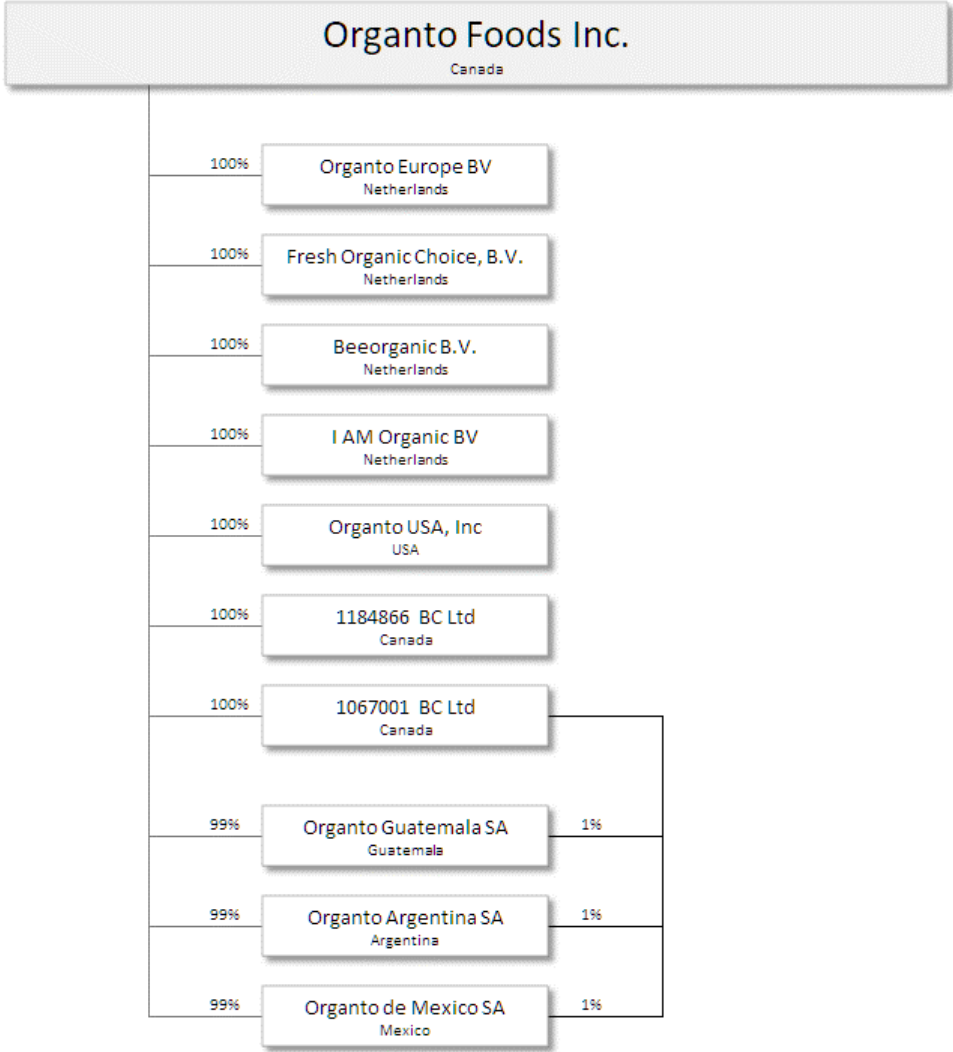 Organto Foods Inc.
Canada
100%
Organto Europe BV
Netherlands
100%
Fresh Organic Choice, B.V.
Netherlands
100%
Beeorganic B.V.
Netherlands
100%
I AM Organic BV
Netherlands
100%
Organto USA, Inc
USA
100%
1184866 BC Ltd
Canada
100%
1067001 BC Ltd
Canada
99%
Organto Guatemala SA
Guatemala
1%
99%
Organto Argentina SA
Argentina
1%
99%
Organto de Mexico SA
Mexico
1%